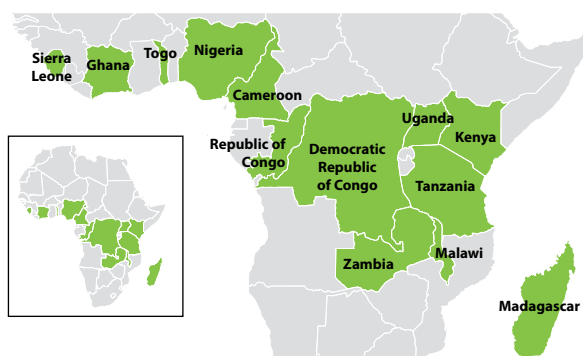 Sierra
Leone
Ghana
Togo
Nigeria
Cameroon
Republic of
Congo
Democratic
Republic
of Congo
Uganda
Kenya
Tanzania
Zambia
Malawi
Madagascar